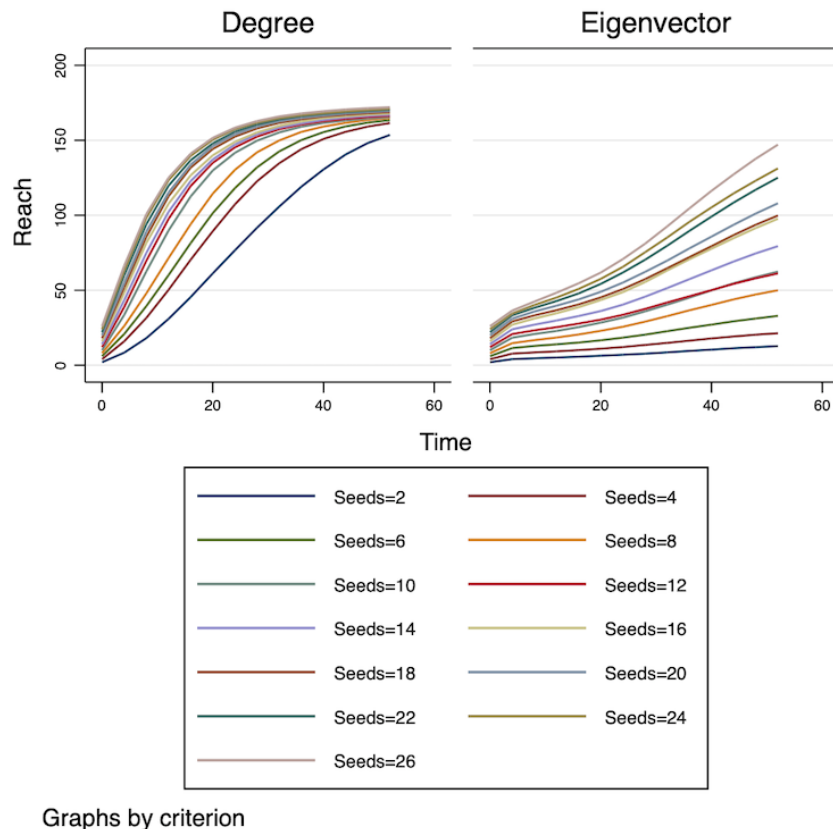 Degree
Eigenvector
200
150
100
50
0
Reach
0 20 40 60
0 20 40 60
Time
Seeds=2 Seeds=4
Seeds=6 Seeds=8
Seeds=10 Seeds=12
Seeds=14 Seeds=16
Seeds=18 Seeds=20
Seeds=22 Seeds=24
Seeds=26
Graphs by criterion